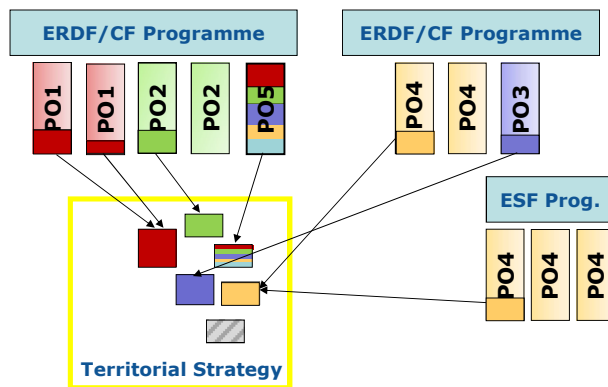 ERDF/CF Programme
ERDF/CF Programme
PO1
PO1
PO2
PO2
PO5
PO4
PO4
PO3
ESF Prog.
PO4
PO4
PO4
Territorial Strategy